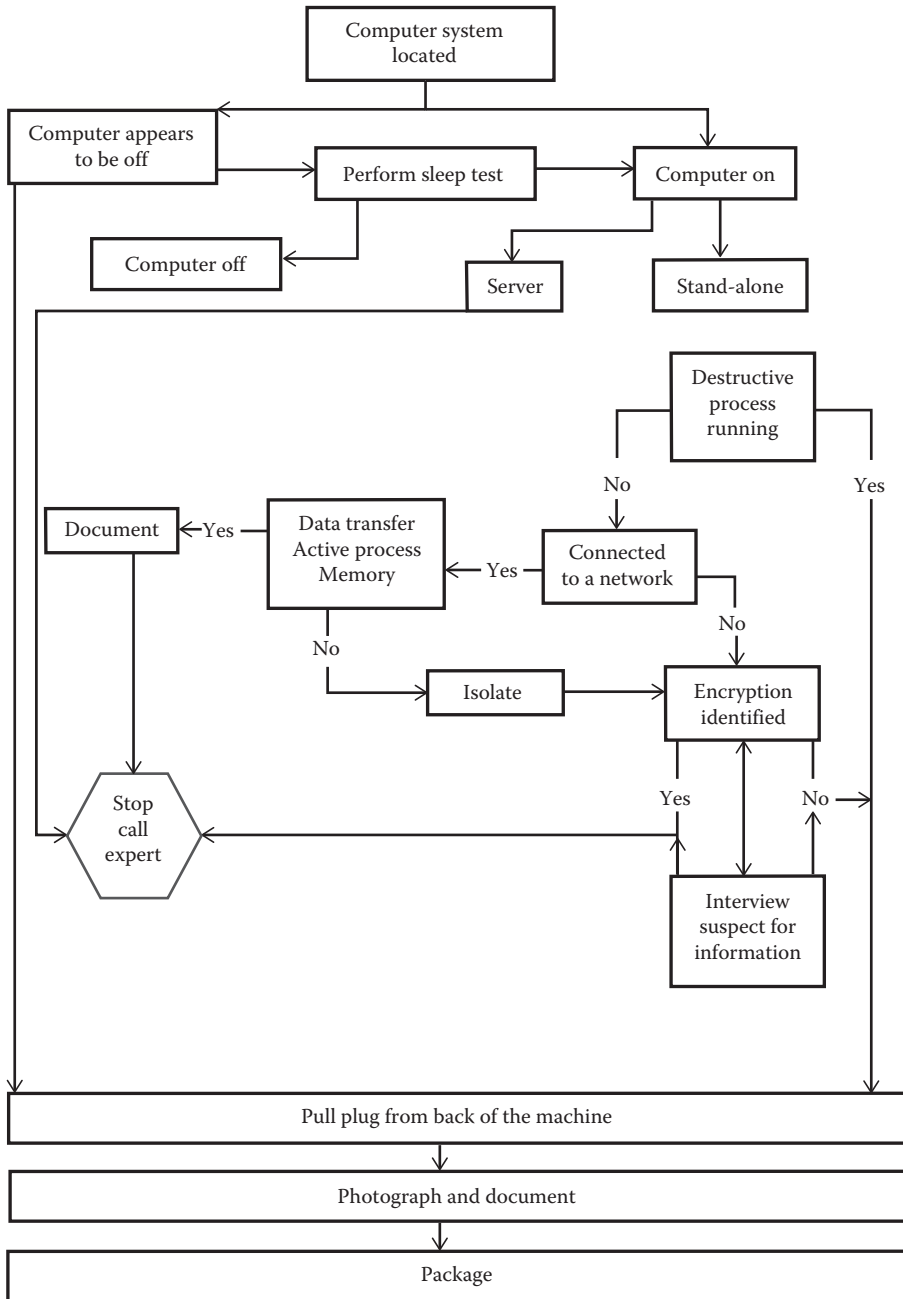 Computer system
located
Computer appears
to be off
Perform sleep test
Computer on
Computer off
Server
Stand-alone
Destructive
process
running
No
Yes
Document
Yes
Data transfer
Active process
Memory
Yes
Connected
to a network
No
No
Isolate
Encryption
identified
Stop
call
expert
Yes
No
Interview
suspect for
information
Pull plug from back of the machine
Photograph and document
Package